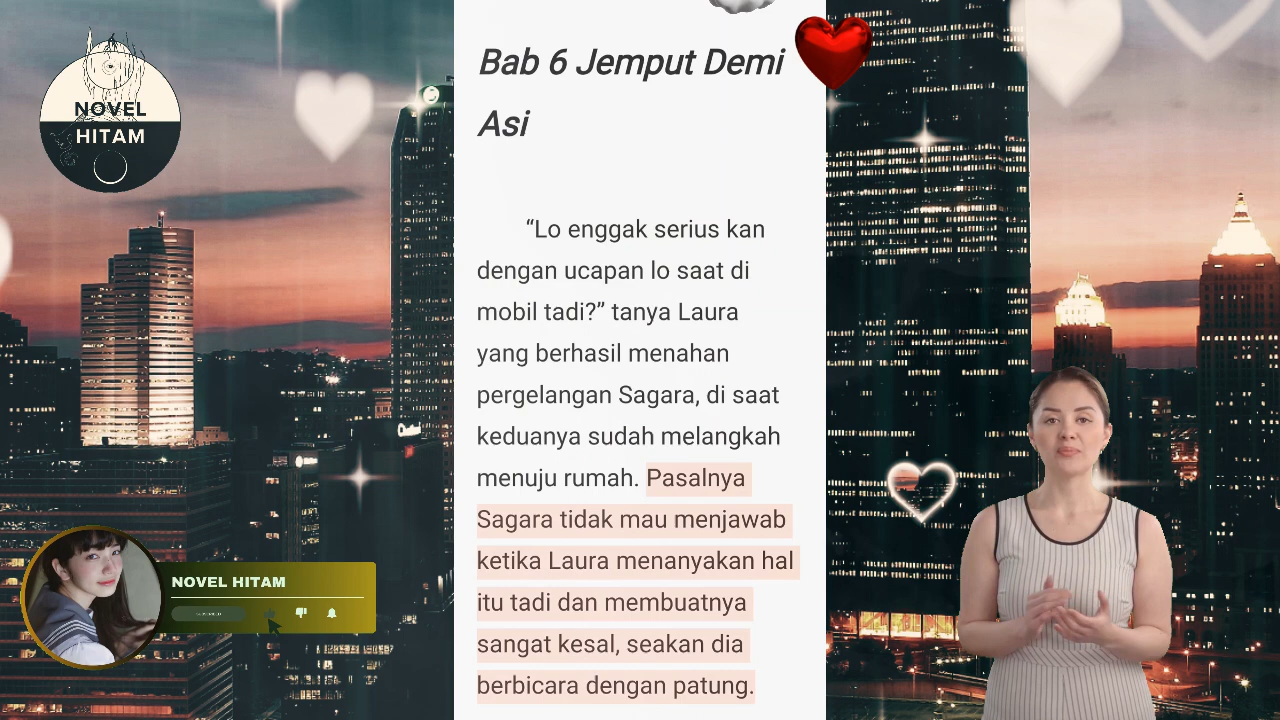 NOVEL
HITAM
Bab 6 Jemput Demi
Asi
“Lo enggak serius kan
dengan ucapan lo saat di
mobil tadi?” tanya Laura
yang berhasil menahan
pergelangan Sagara, di saat
keduanya sudah melangkah
menuju rumah. Pasalnya
Sagara tidak mau menjawab
ketika Laura menanyakan hal
itu tadi dan membuatnya
sangat kesal, seakan dia
berbicara dengan patung.
NOVEL HITAM